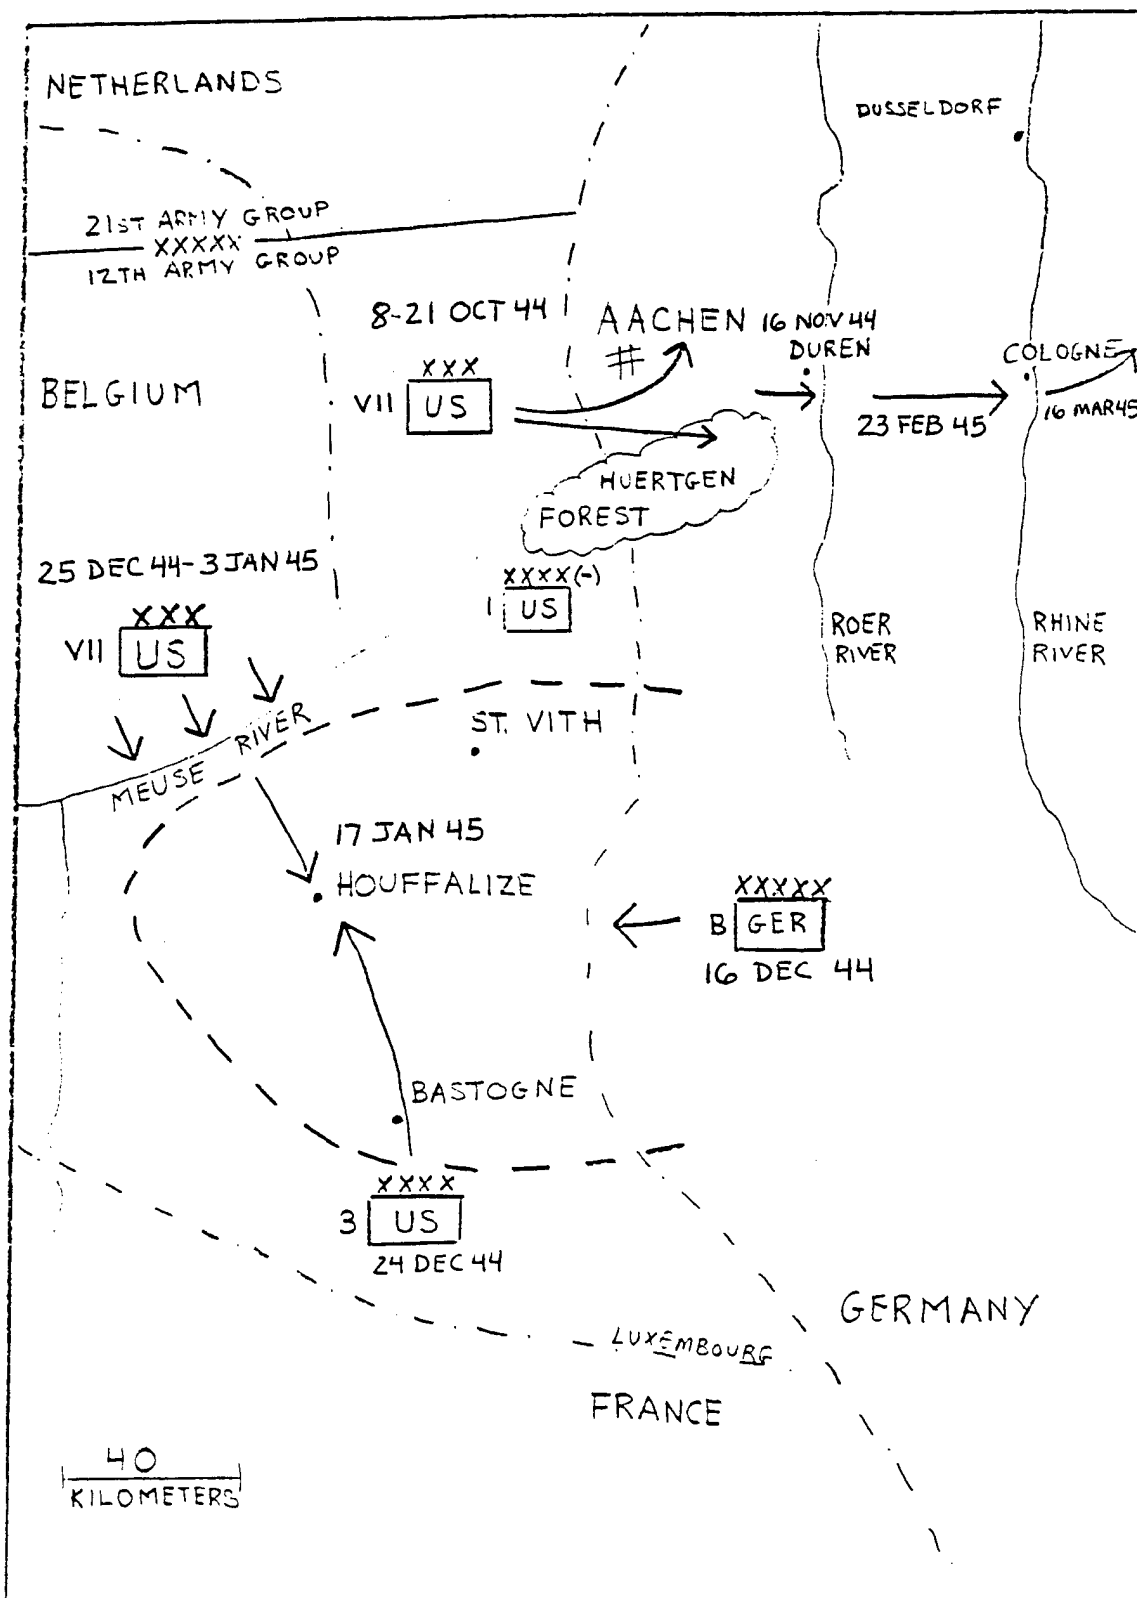 NETHERLANDS
DUSSELDORF
21ST ARMY GROUP
XXXXX
12TH ARMY GROUP
8-21 OCT 44
AACHEN
16 NOV 44
DUREN
COLOGNE
XXX
VII US
BELGIUM
23 FEB 45
16 MAR 45
HUERTGEN
FOREST
25 DEC 44-3 JAN 45
XXX
VII US
XXXX(-)
I US
ROER
RIVER
RHINE
RIVER
ST. VITH
MEUSE RIVER
17 JAN 45
HOUFFALIZE
XXXXX
B GER
16 DEC 44
BASTOGNE
XXXX
3 US
24 DEC 44
GERMANY
LUXEMBOURG
FRANCE
40
KILOMETERS